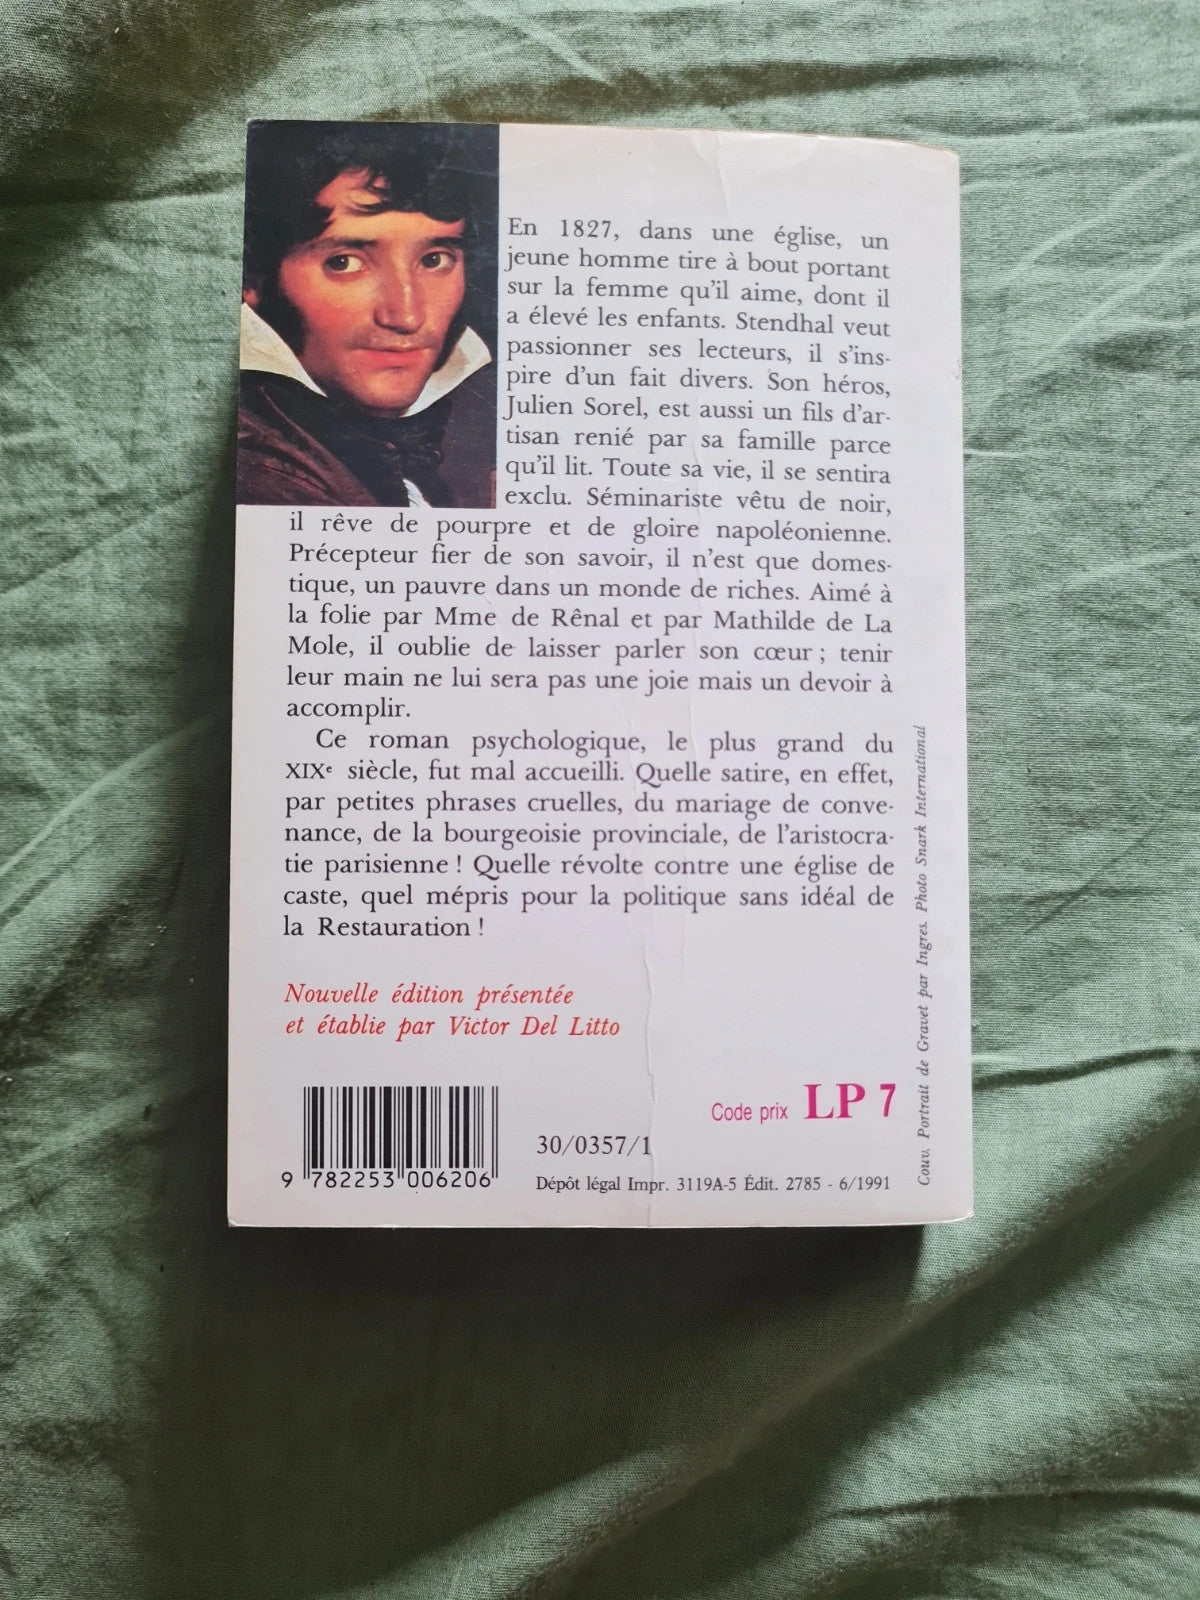 En 1827, dans une église, un
jeune homme tire à bout portant
sur la femme qu'il aime, dont il
a élevé les enfants. Stendhal veut
passionner ses lecteurs, il s'ins-
pire d'un fait divers. Son héros,
Julien Sorel, est aussi un fils d'ar-
tisan renié par sa famille parce
qu'il lit. Toute sa vie, il se sentira
exclu. Séminariste vêtu de noir,
il rêve de pourpre et de gloire napoléonienne.
Précepteur fier de son savoir, il n'est que domes-
tique, un pauvre dans un monde de riches. Aimé à
la folie par Mme de Rênal et par Mathilde de La
Mole, il oublie de laisser parler son cœur ; tenir
leur main ne lui sera pas une joie mais un devoir à
accomplir.
Ce roman psychologique, le plus grand du
XIXe siècle, fut mal accueilli. Quelle satire, en effet,
par petites phrases cruelles, du mariage de conve-
nance, de la bourgeoisie provinciale, de l'aristocra-
tie parisienne ! Quelle révolte contre une église de
caste, quel mépris pour la politique sans idéal de
la Restauration !
Nouvelle édition présentée
et établie par Victor Del Litto
Code prix LP 7
30/0357/1
9 782253 006206
Dépôt légal Impr. 3119A-5 Édit. 2785 - 6/1991
Couv. Portrait de Gravet par Ingres. Photo Snark International